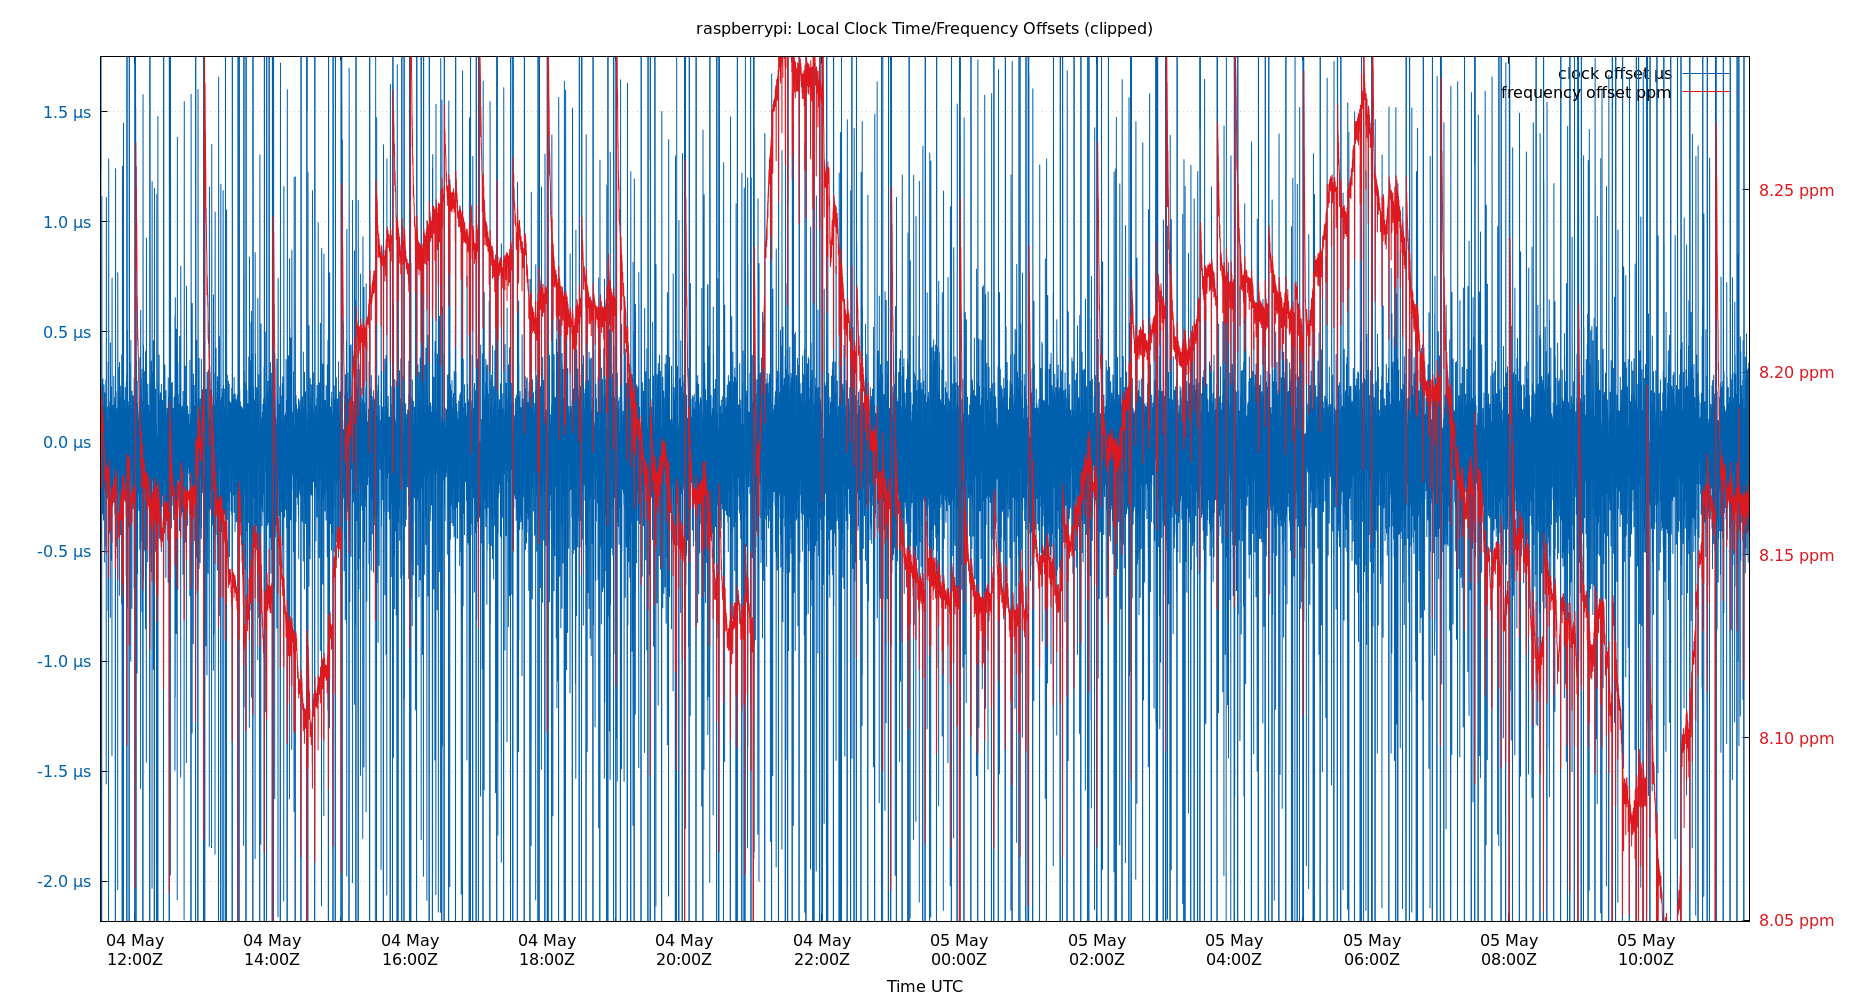 raspberrypi: Local Clock Time/Frequency Offsets (clipped)
clock offset µs
frequency offset ppm
1.5 µs
1.0 µs
0.5 µs
0.0 µs
-0.5 µs
-1.0 µs
-1.5 µs
-2.0 µs
8.25 ppm
8.20 ppm
8.15 ppm
8.10 ppm
8.05 ppm
04 May 04 May 04 May 04 May 04 May 04 May 05 May 05 May 05 May 05 May 05 May 05 May
12:00Z 14:00Z 16:00Z 18:00Z 20:00Z 22:00Z 00:00Z 02:00Z 04:00Z 06:00Z 08:00Z 10:00Z
Time UTC